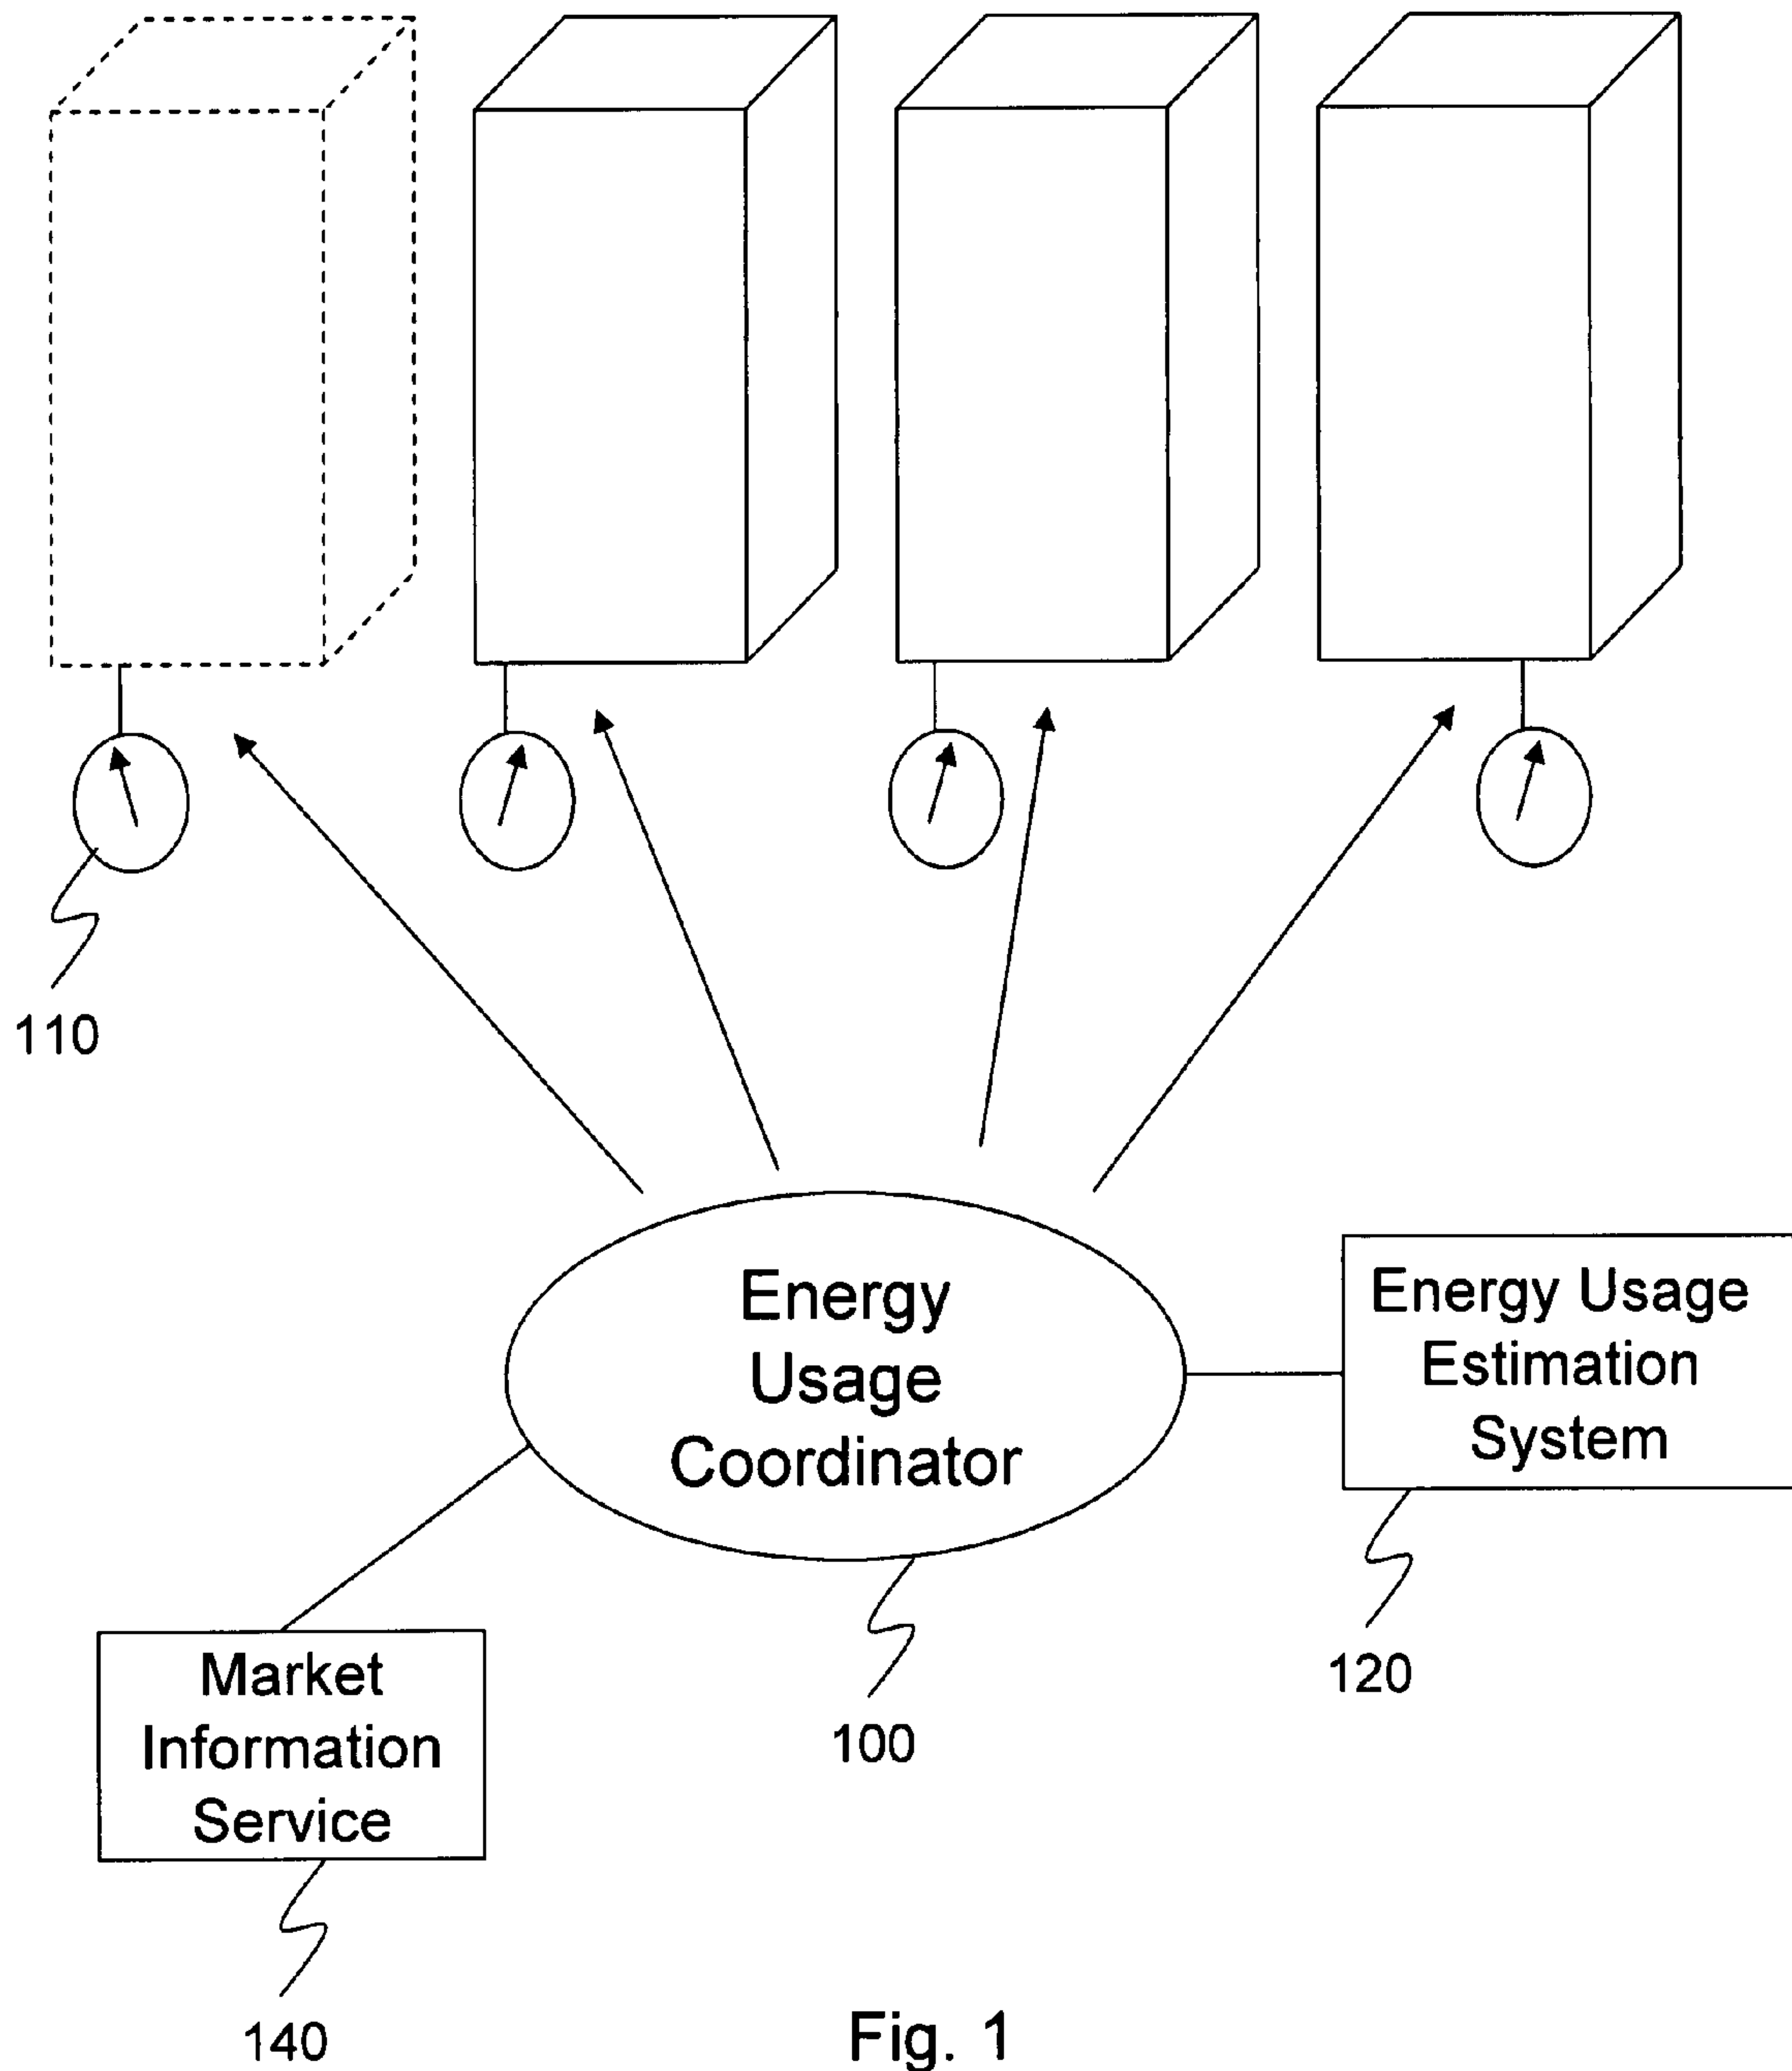 110
Energy
Usage
Coordinator
Energy Usage
Estimation
System
Market
Information
Service
100
120
140
Fig. 1